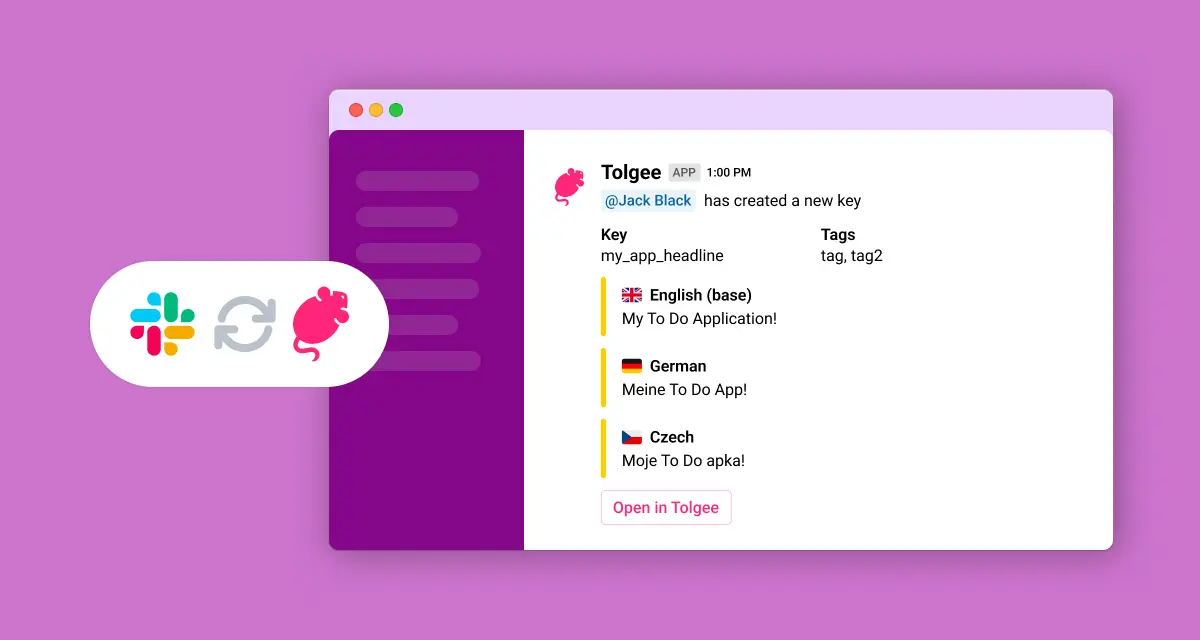 Tolgee APP 1:00 PM
@Jack Black has created a new key
Key Tags
my_app_headline tag, tag2
English (base)
My To Do Application!
German
Meine To Do App!
Czech
Moje To Do apka!
Open in Tolgee